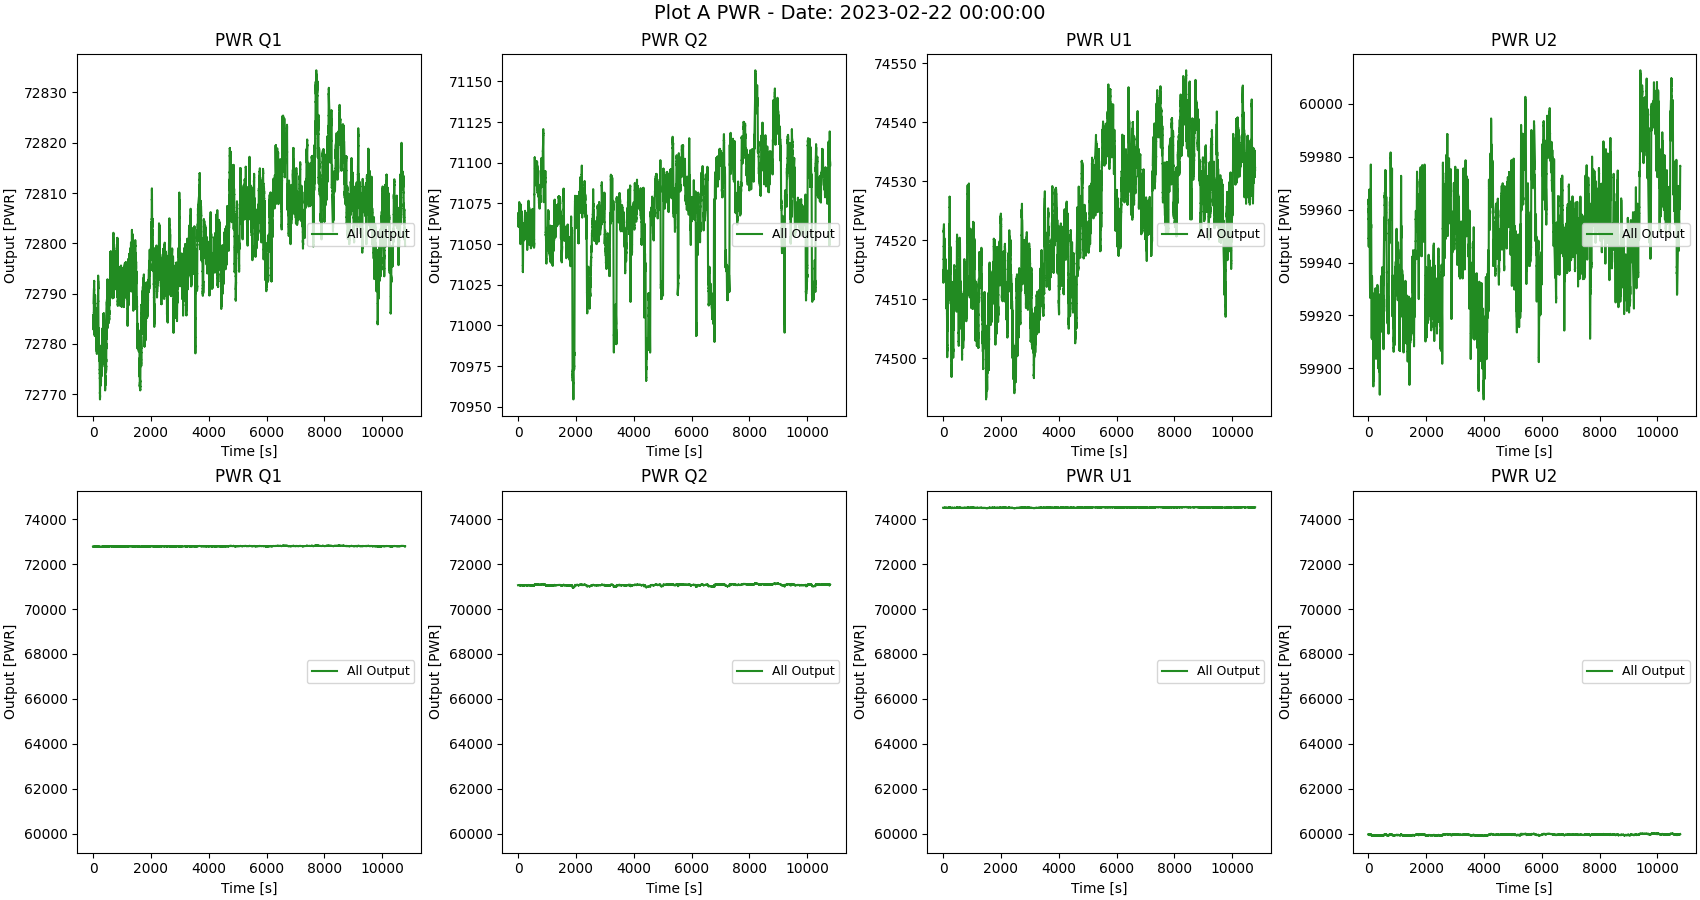 Plot A PWR - Date: 2023-02-22 00:00:00
PWR Q1
PWR Q2
PWR U1
PWR U2
Output [PWR]
72830
72820
72810
72800
72790
72780
72770
All Output
0 2000 4000 6000 8000 10000
Time [s]
Output [PWR]
71150
71125
71100
71075
71050
71025
71000
70975
70950
All Output
0 2000 4000 6000 8000 10000
Time [s]
Output [PWR]
74550
74540
74530
74520
74510
74500
All Output
0 2000 4000 6000 8000 10000
Time [s]
Output [PWR]
60000
59980
59960
59940
59920
59900
All Output
0 2000 4000 6000 8000 10000
Time [s]
PWR Q1
PWR Q2
PWR U1
PWR U2
Output [PWR]
74000
72000
70000
68000
66000
64000
62000
60000
All Output
0 2000 4000 6000 8000 10000
Time [s]
Output [PWR]
74000
72000
70000
68000
66000
64000
62000
60000
All Output
0 2000 4000 6000 8000 10000
Time [s]
Output [PWR]
74000
72000
70000
68000
66000
64000
62000
60000
All Output
0 2000 4000 6000 8000 10000
Time [s]
Output [PWR]
74000
72000
70000
68000
66000
64000
62000
60000
All Output
0 2000 4000 6000 8000 10000
Time [s]